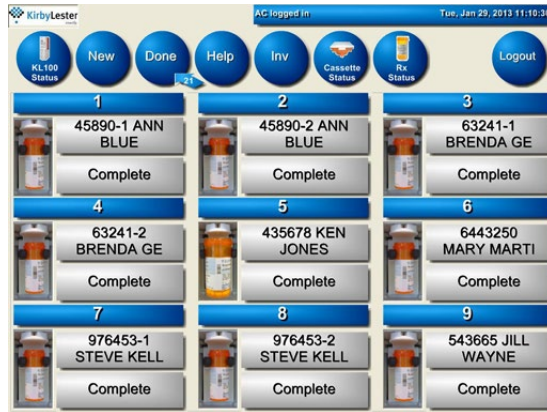 KirbyLester
AC logged in
Tue, Jan 29, 2013 11:10:30
KL100
Status
New
Done
21
Help
Inv
Cassette
Status
Rx
Status
Logout
1
2
3
45890-1 ANN
BLUE
45890-2 ANN
BLUE
63241-1
BRENDA GE
Complete
Complete
Complete
4
5
6
63241-2
BRENDA GE
435678 KEN
JONES
6443250
MARY MARTI
Complete
Complete
Complete
7
8
9
976453-1
STEVE KELL
976453-2
STEVE KELL
543665 JILL
WAYNE
Complete
Complete
Complete